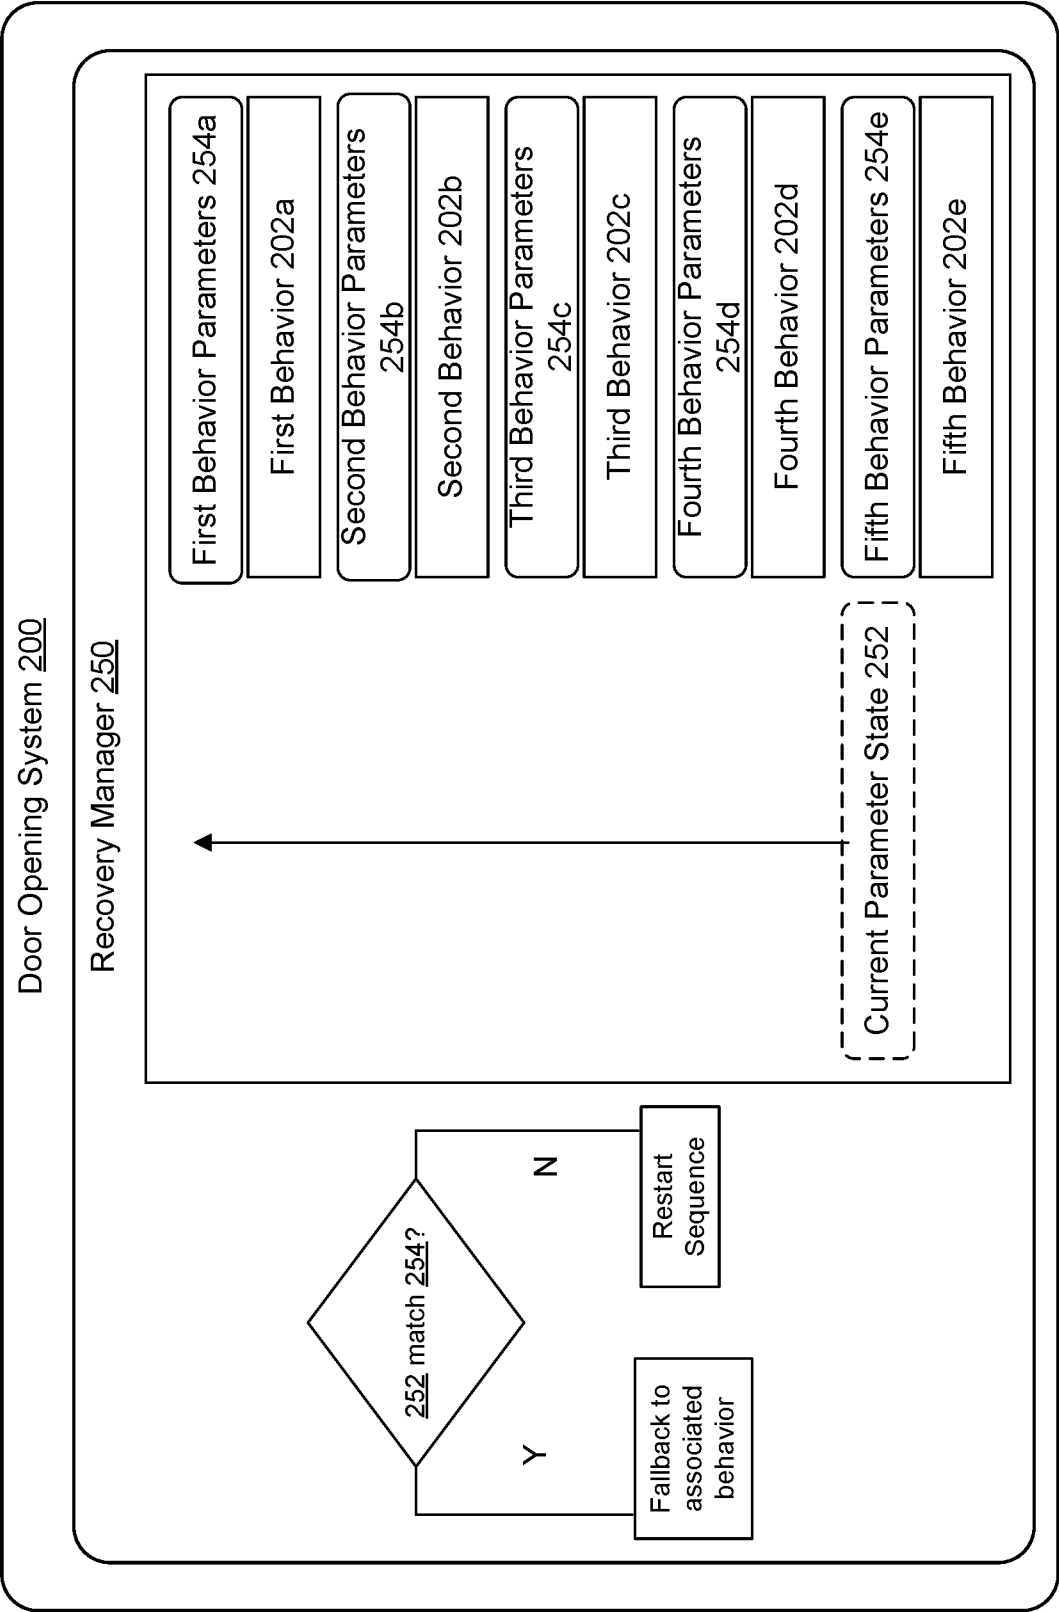 Door Opening System 200
Recovery Manager 250
First Behavior Parameters 254a
First Behavior 202a
Second Behavior Parameters
254b
Second Behavior 202b
Third Behavior Parameters
254c
Third Behavior 202c
Fourth Behavior Parameters
254d
Fourth Behavior 202d
Current Parameter State 252
Fifth Behavior Parameters 254e
Fifth Behavior 202e
252 match 254?
Y
N
Fallback to
associated
behavior
Restart
Sequence